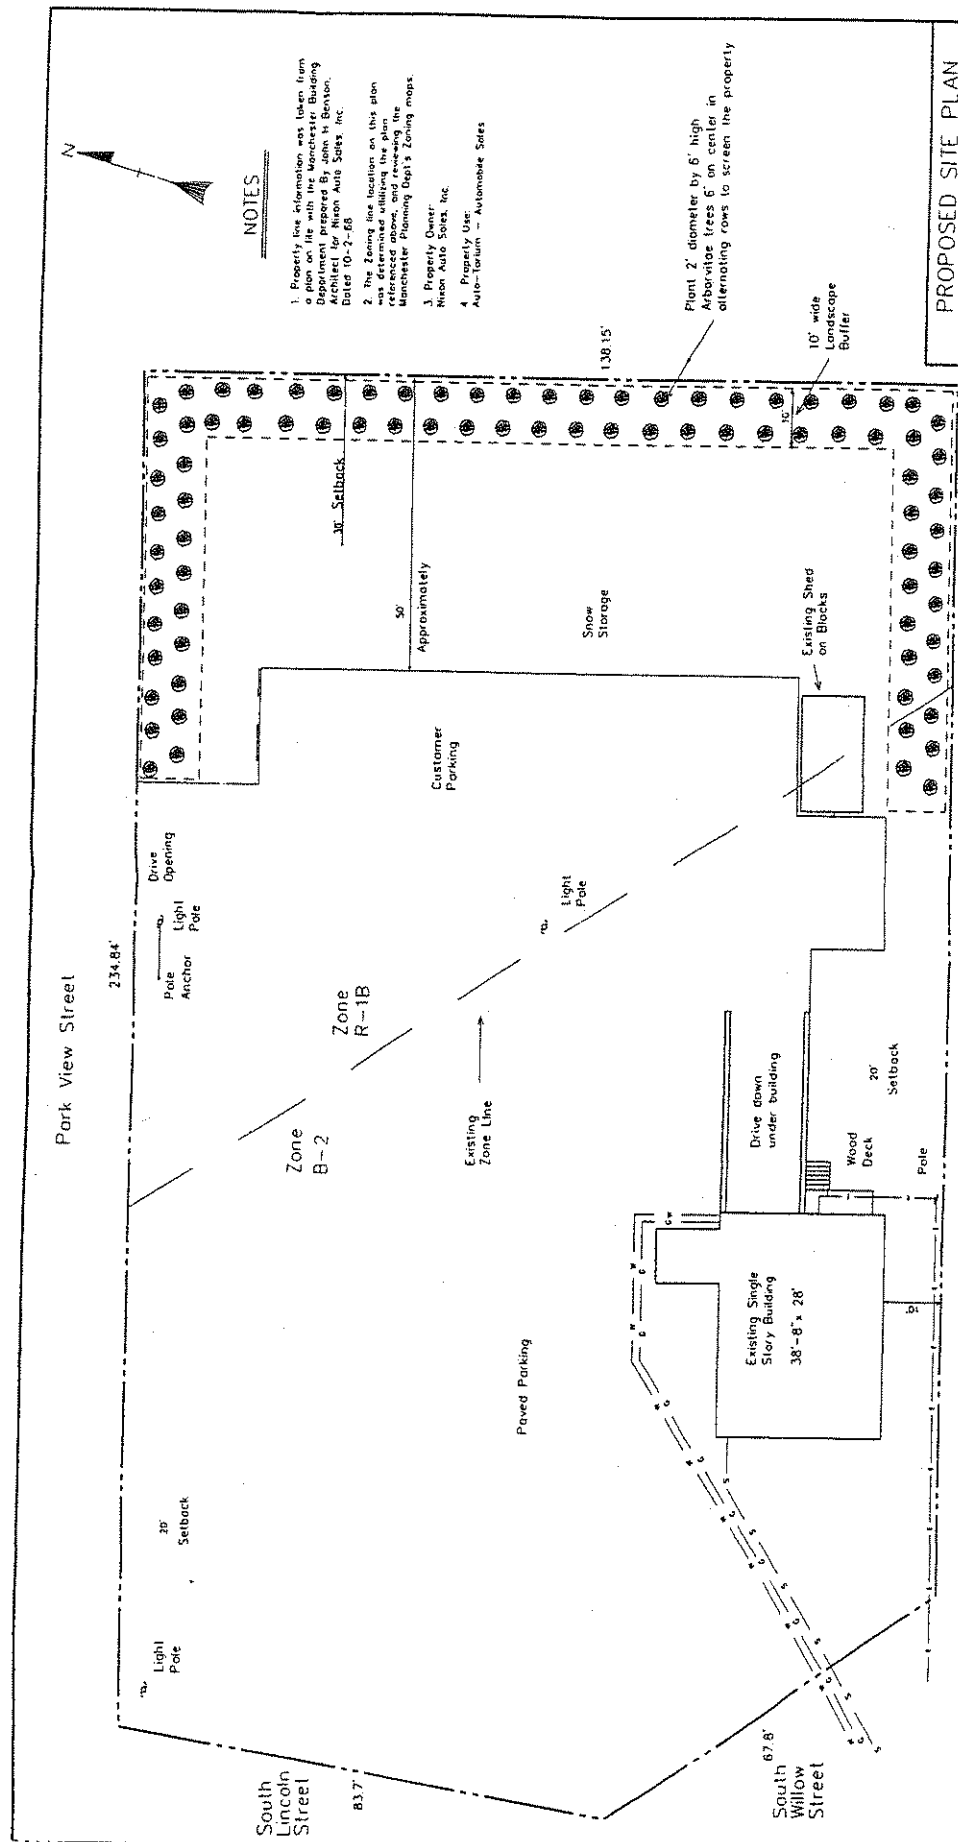 NOTES
1. Property line information was taken from
a plan on file with the Manchester Building
Department prepared By John H Benson,
Architect for Nixon Auto Sales, Inc.
Dated 10-2-68
2. The Zoning line location on this plan
was determined utilizing the plan
referenced above, and reviewing the
Manchester Planning Dept's Zoning maps.
3. Property Owner:
Nixon Auto Sales, Inc.
4 Property Use:
Auto-Torium - Automobile Sales
N
Park View Street
234.84'
138.15'
Plant 2' diameter by 6' high
Arborvitae trees 6' on center in
alternating rows to screen the property
10' wide
Landscape
Buffer
10'
30' Setback
50'
Approximately
Snow
Storage
Existing Shed
on Blocks
Customer
Parking
Drive
Opening
Light
Pole
Pole
Anchor
Light
Pole
Zone
R-1B
Zone
B-2
Existing
Zone Line
Drive down
under building
20'
Setback
Wood
Deck
Pole
Existing Single
Story Building
38'-8" x 28'
Paved Parking
20'
Setback
Light
Pole
South
Lincoln
Street
83.7'
67.8'
South
Willow
Street
PROPOSED SITE PLAN